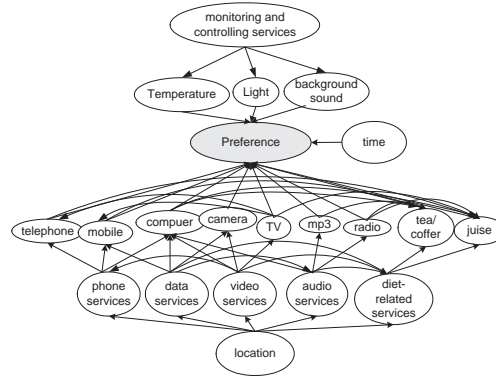 monitoring and
controlling services
Temperature
Light
background
sound
Preference
time
telephone
mobile
compuer
camera
TV
mp3
radio
tea/
coffer
juise
phone
services
data
services
video
services
audio
services
diet-
related
services
location